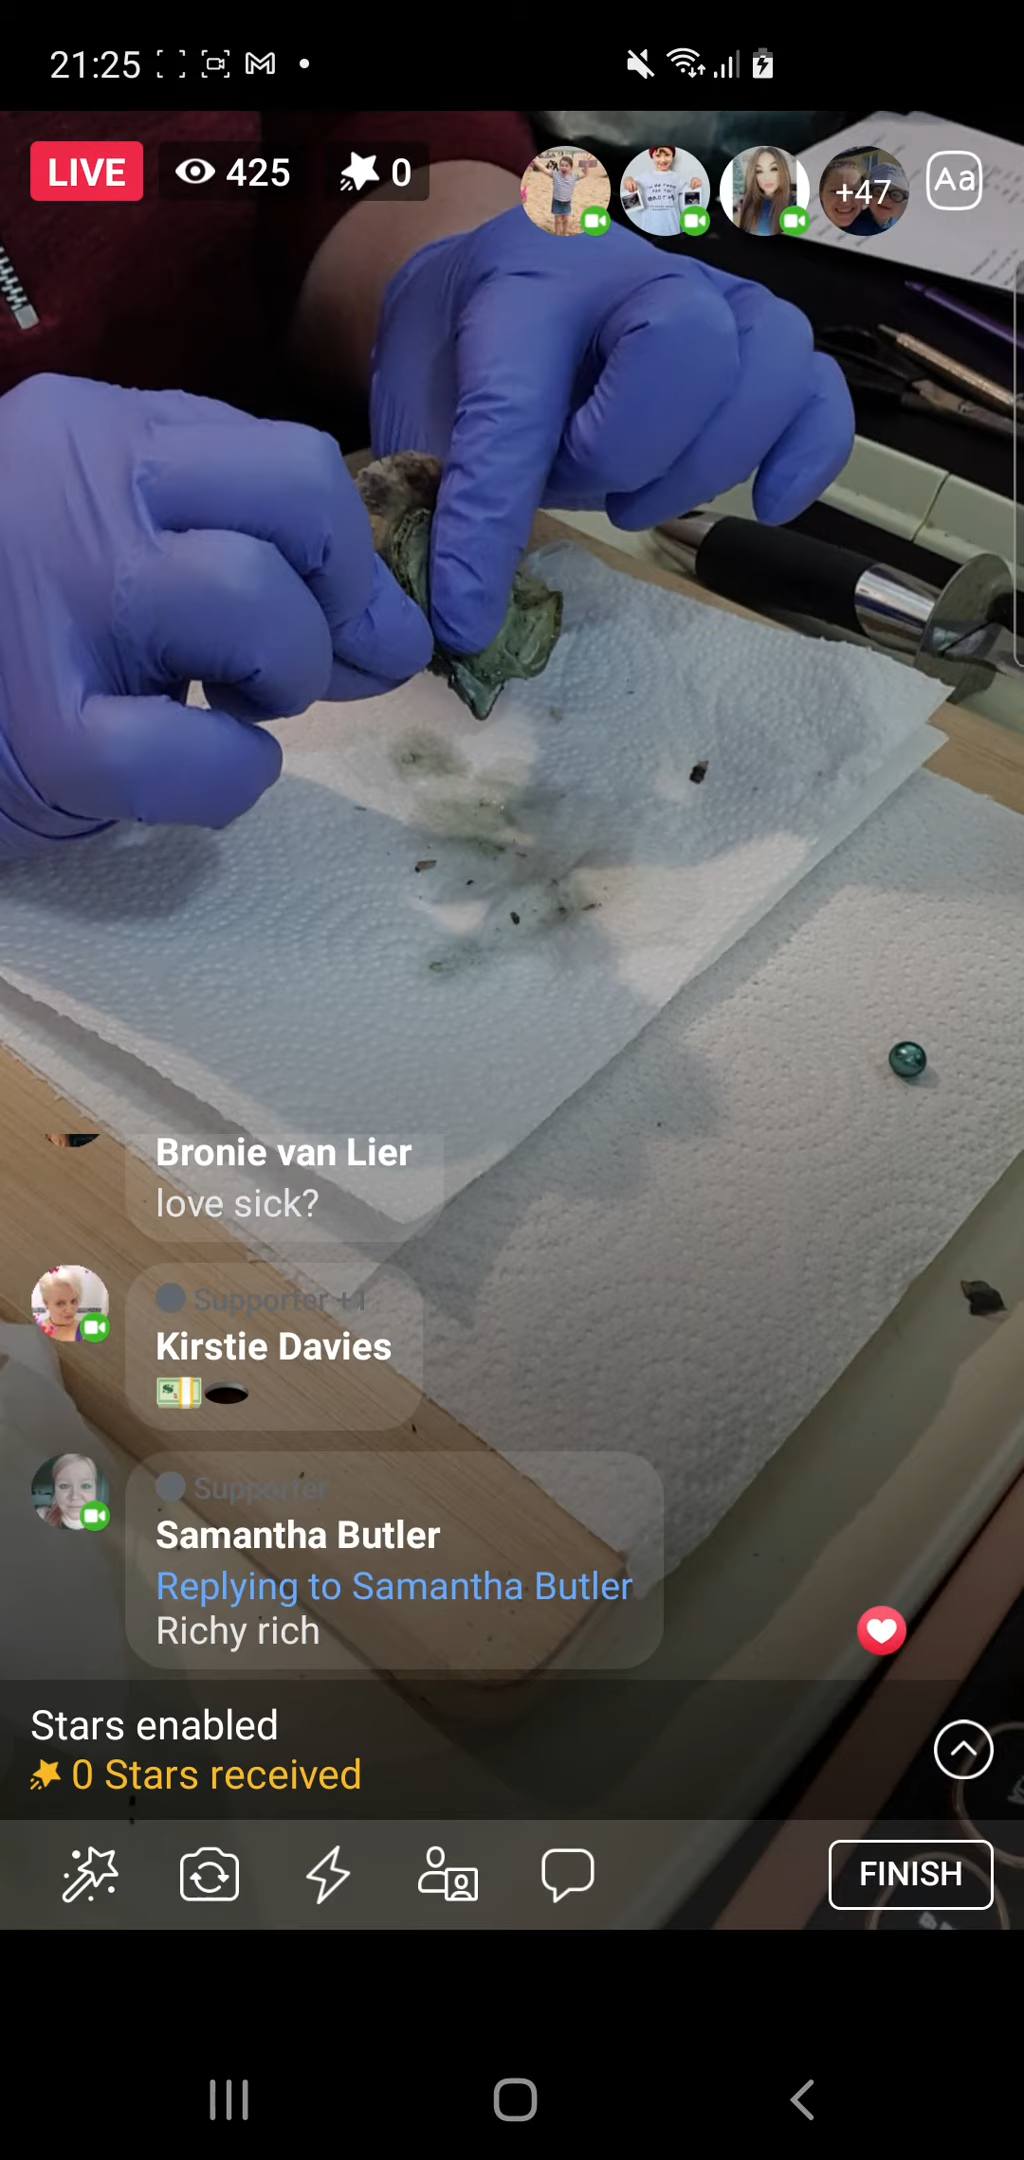 21:25
LIVE 425 0 +47 Aa
Bronie van Lier
love sick?
Supporter +1
Kirstie Davies
Supporter
Samantha Butler
Replying to Samantha Butler
Richy rich
Stars enabled
0 Stars received
FINISH